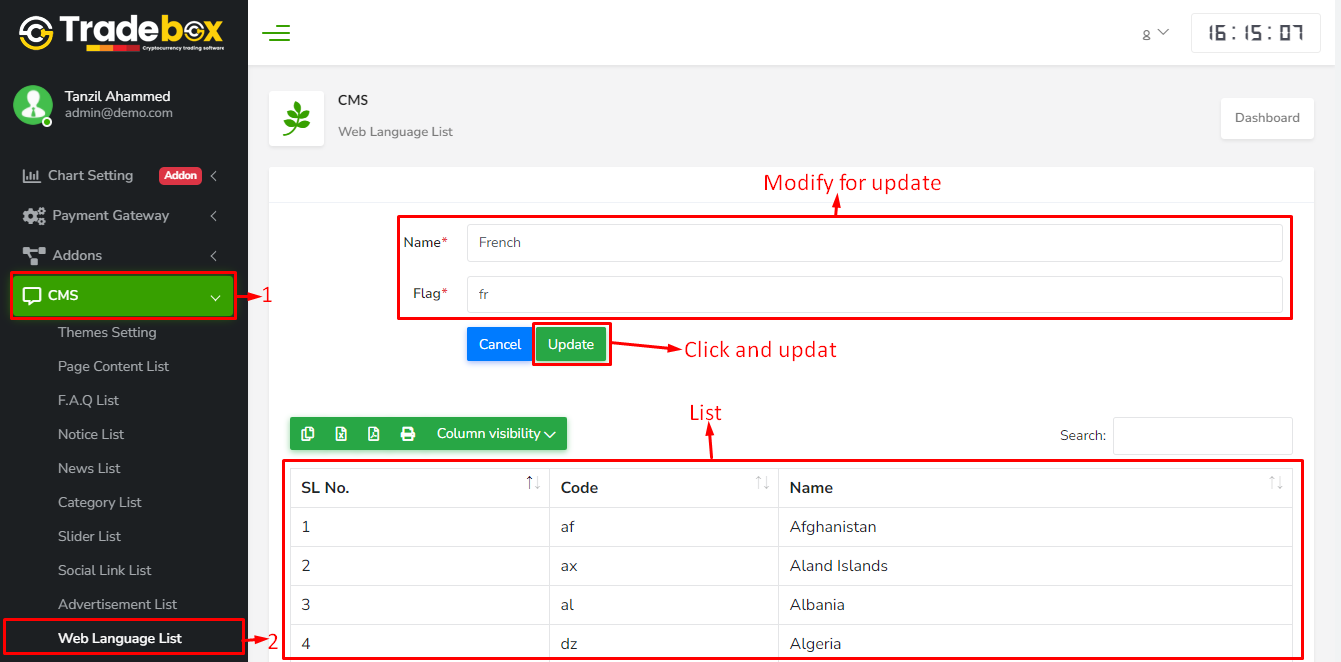 Tradebox
Cryptocurrency trading software
16:15:07
Tanzil Ahammed
admin@demo.com
Chart Setting Addon
Payment Gateway
Addons
CMS
1
Themes Setting
Page Content List
F.A.Q List
Notice List
News List
Category List
Slider List
Social Link List
Advertisement List
Web Language List
2
CMS
Web Language List
Dashboard
Modify for update
Name* French
Flag* fr
Cancel Update
Click and updat
List
Column visibility
Search:
SL No. Code Name
1 af Afghanistan
2 ax Aland Islands
3 al Albania
4 dz Algeria